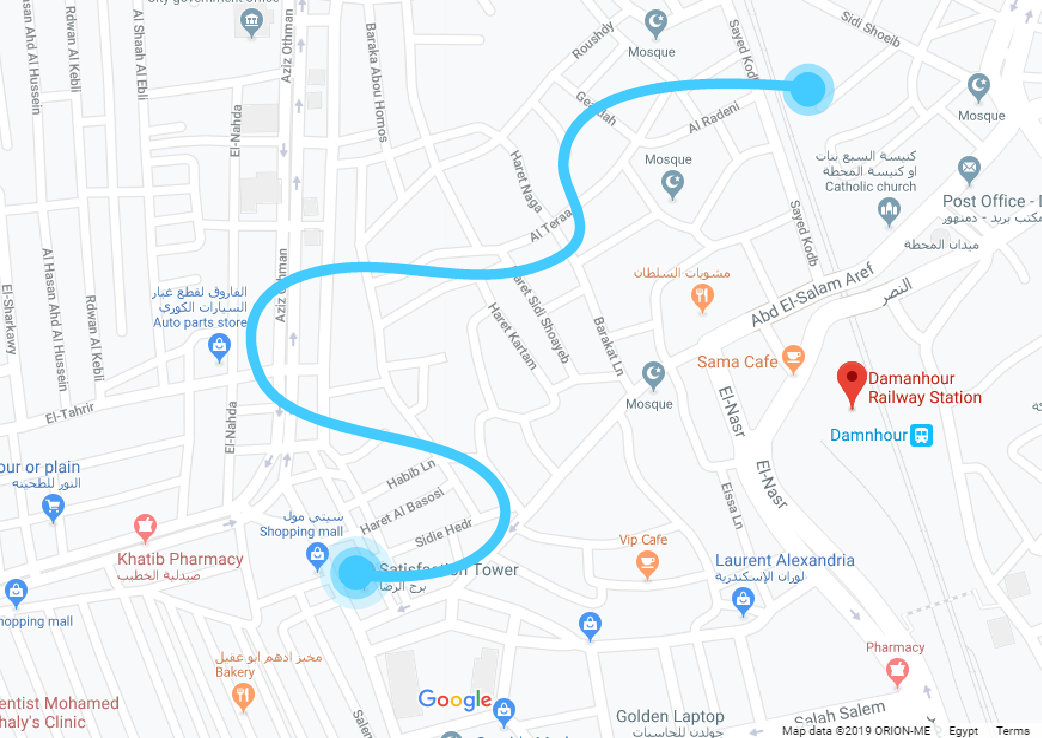 City government office
Sidi Shoeib
Roushdy
Mosque
Sayed Kodb
Aziz Othman
Rdwan Al Kebli
Al Shaah Al Ebli
Hasan Ahd Al Hussein
Baraka Abou Homos
El-Nahda
Geishah
Al Radeni
Mosque
Mosque
كنيسة السبع بنات
او كنيسة المحطة
Catholic church
Post Office - E
مكتب بريد - دمنهور
ميدان المحطة
Haret Naga
Al Teraa
Sayed Kodb
Abd El-Salam Aref
النصر
مشويات السلطان
Haret Sidi Shoayeb
Haret Kartam
Barakat Ln
Aziz Othman
Al Hasan Ahd Al Hussein
Rdwan Al Kebli
El-Sharkawy
الفاروق لقطع غيار
السيارات الكورى
Auto parts store
Sama Cafe
Mosque
Damanhour
Railway Station
Damnhour
El-Tahrir
El-Nahda
El-Nasr
El-Nasr
Eissa Ln
our or plain
النور للطحينه
Habib Ln
Haret Al Basosi
Sidie Hedr
سيتي مول
Shopping mall
Khatib Pharmacy
صيدلية الخطيب
Satisfaction Tower
برج الرضا
Vip Cafe
Laurent Alexandria
لوران الإسكندرية
hopping mall
مخبز ادهم ابو عقيل
Bakery
Pharmacy
entist Mohamed
haly's Clinic
Google
Golden Laptop
جولدن للحاسبات
Salah Salem
Map data ©2019 ORION-ME Egypt Terms